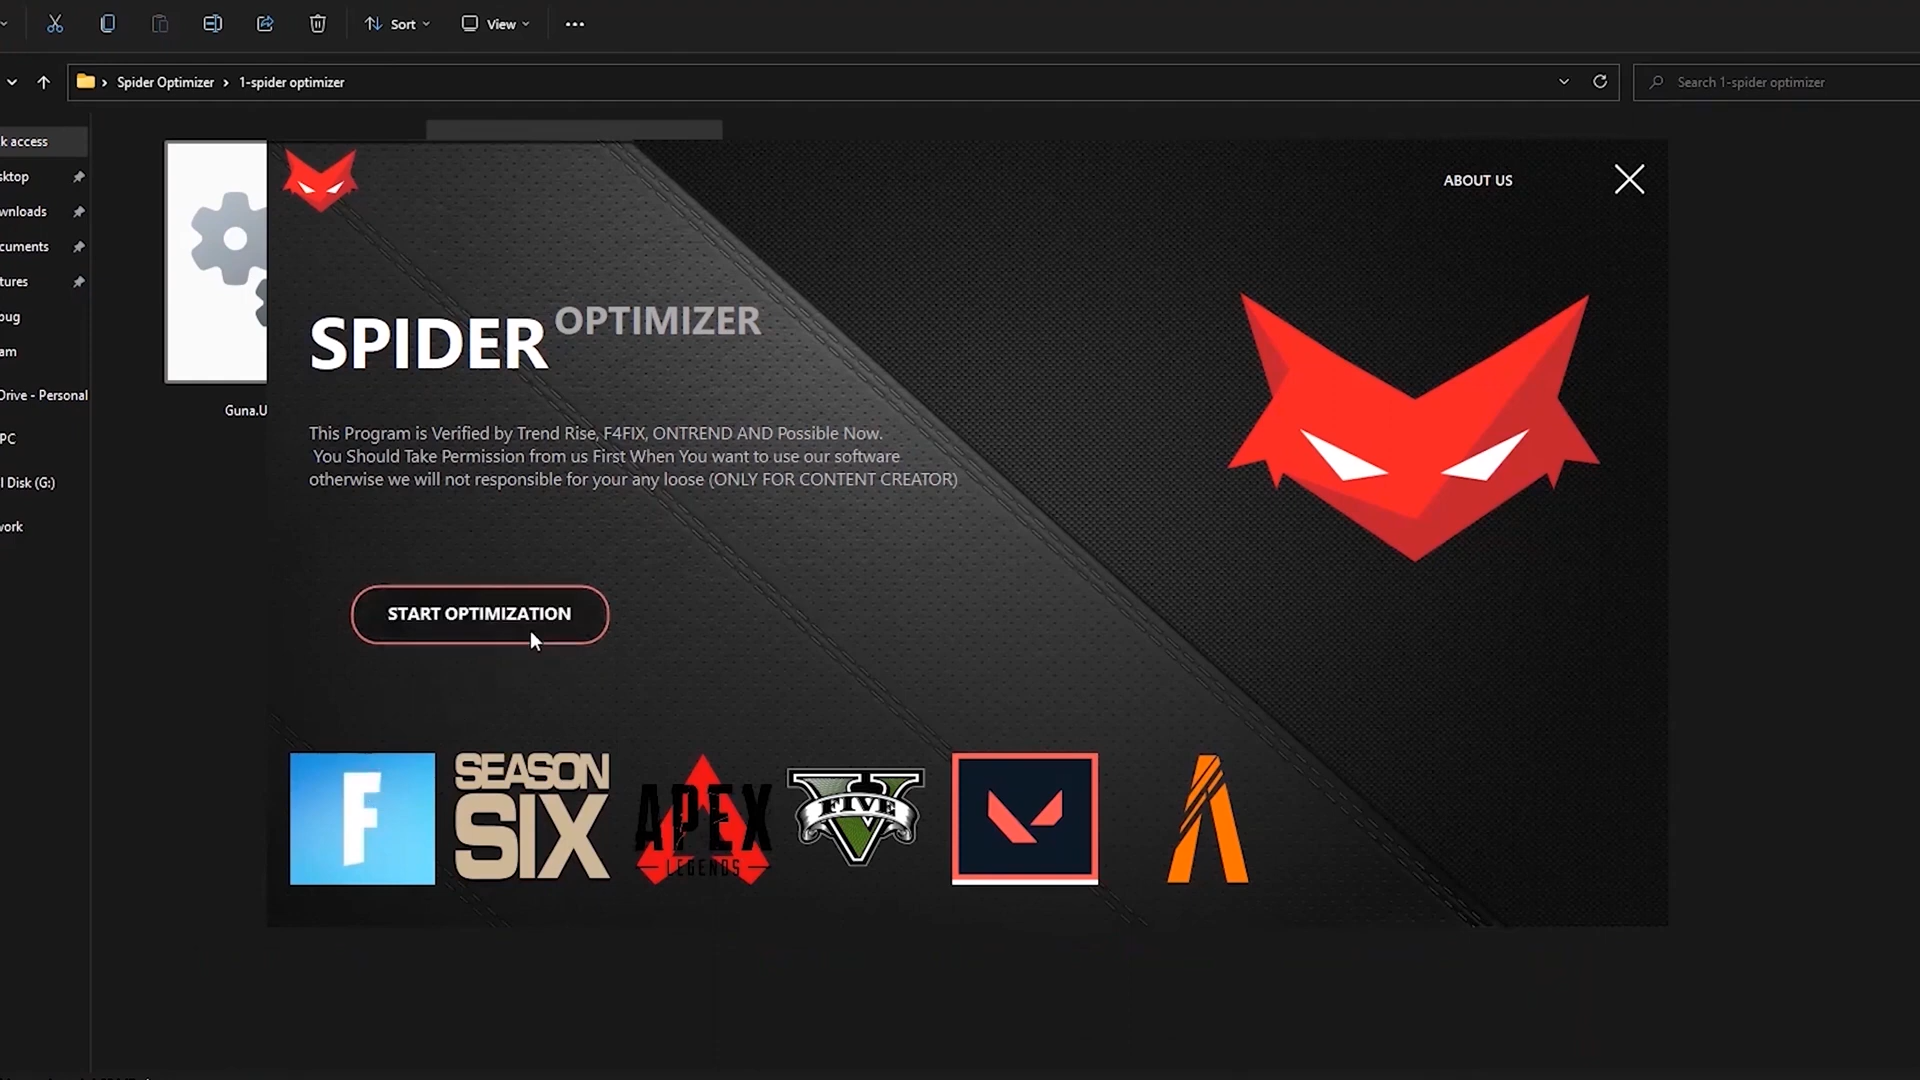 Sort
View
Spider Optimizer
1-spider optimizer
Search 1-spider optimizer
k access
sktop
wnloads
cuments
tures
bug
am
Drive - Personal
PC
l Disk (G:)
work
Guna.U
ABOUT US
SPIDER OPTIMIZER
This Program is Verified by Trend Rise, F4FIX, ONTREND AND Possible Now.
You Should Take Permission from us First When You want to use our software
otherwise we will not responsible for your any loose (ONLY FOR CONTENT CREATOR)
START OPTIMIZATION
F
SEASON
SIX
APEX
LEGENDS
V
FIVE